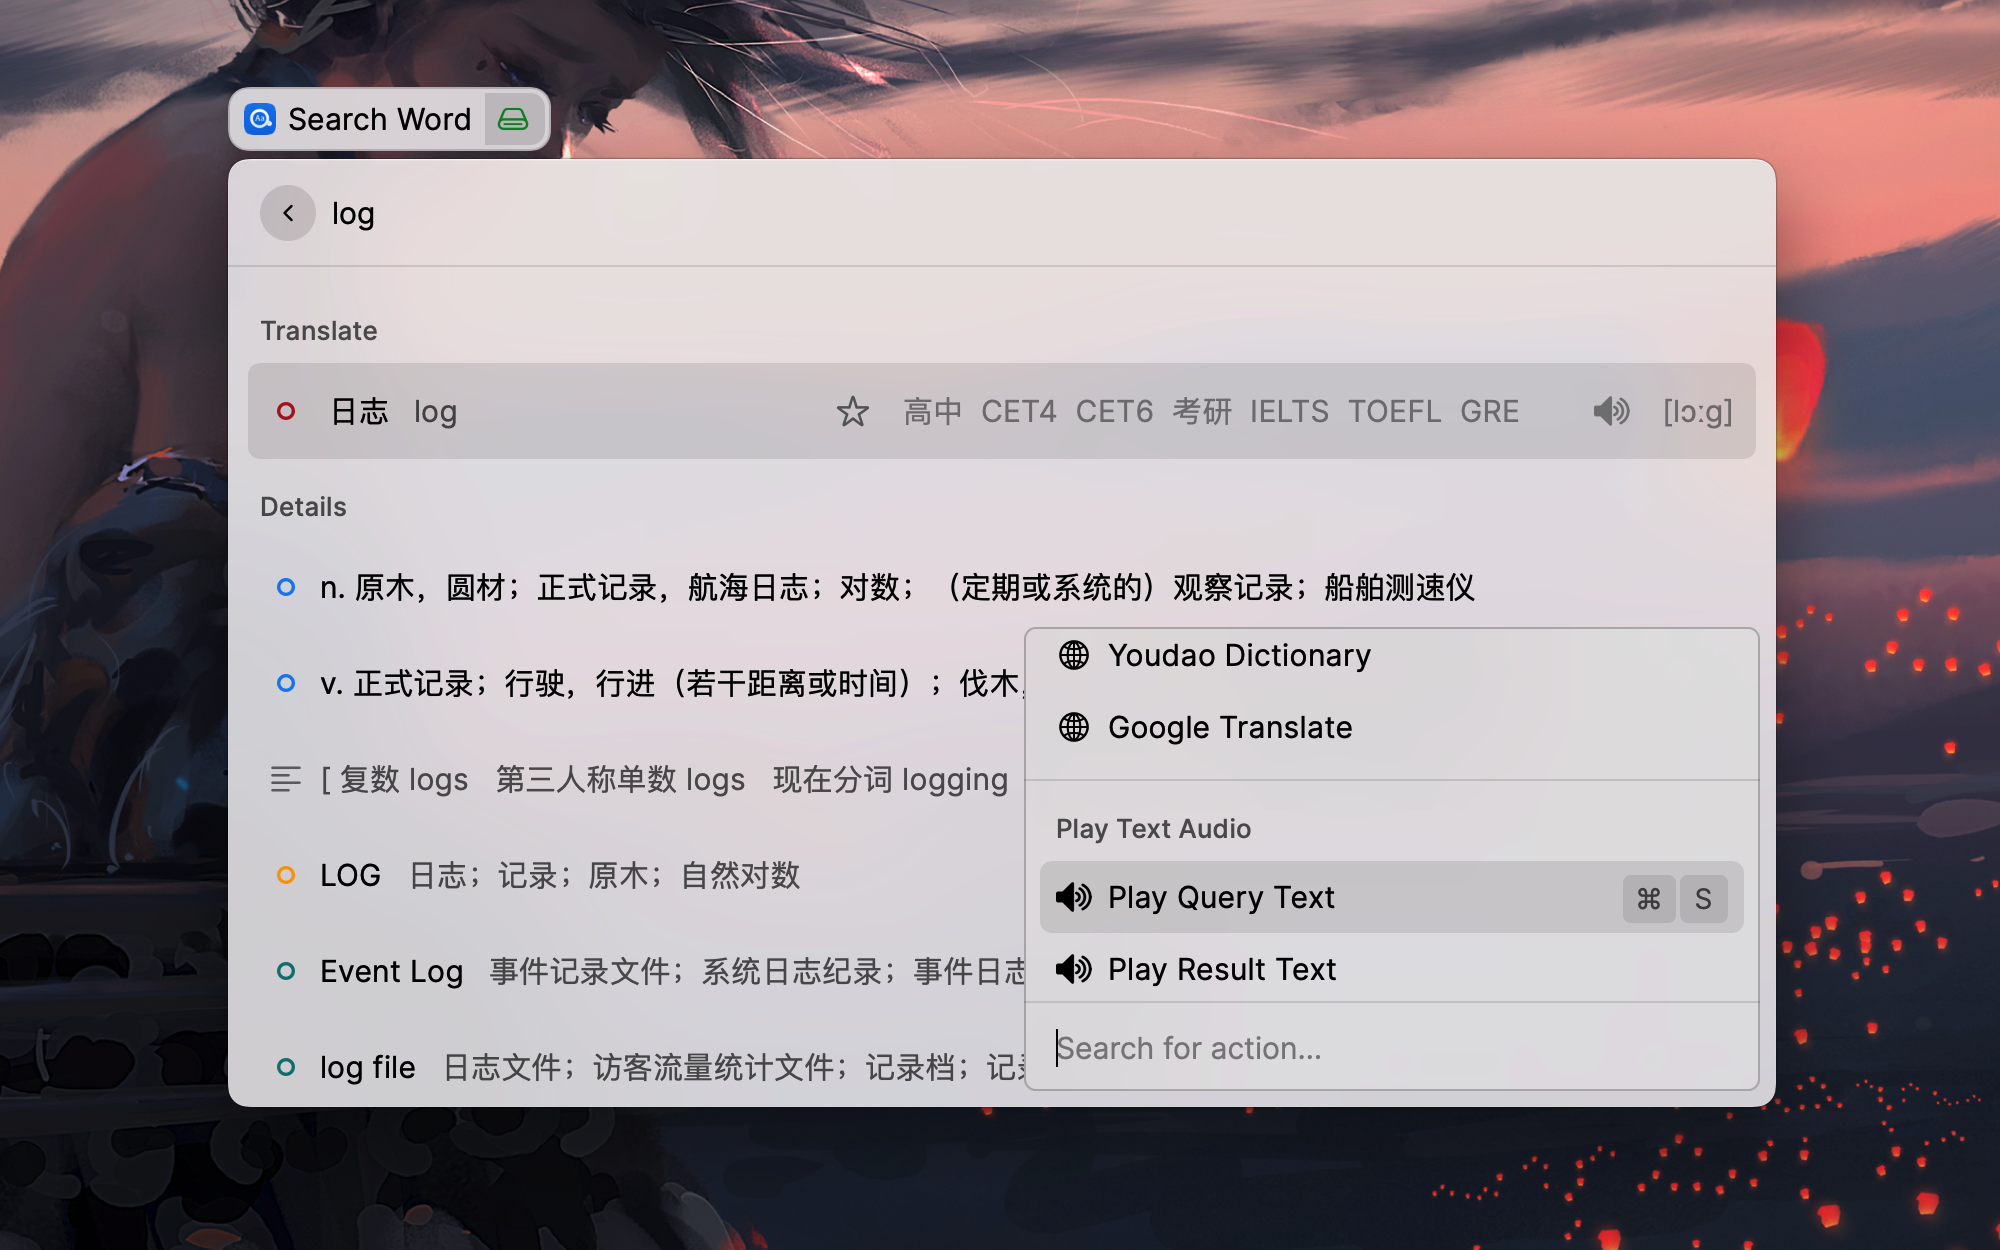 Search Word
log
Translate
日志 log 高中 CET4 CET6 考研 IELTS TOEFL GRE [lɔːg]
Details
n. 原木，圆材；正式记录，航海日志；对数；（定期或系统的）观察记录；船舶测速仪
v. 正式记录；行驶，行进（若干距离或时间）；伐木，
[ 复数 logs 第三人称单数 logs 现在分词 logging
LOG 日志；记录；原木；自然对数
Event Log 事件记录文件；系统日志纪录；事件日志
log file 日志文件；访客流量统计文件；记录档；记录
Youdao Dictionary
Google Translate
Play Text Audio
Play Query Text ⌘ S
Play Result Text
Search for action...